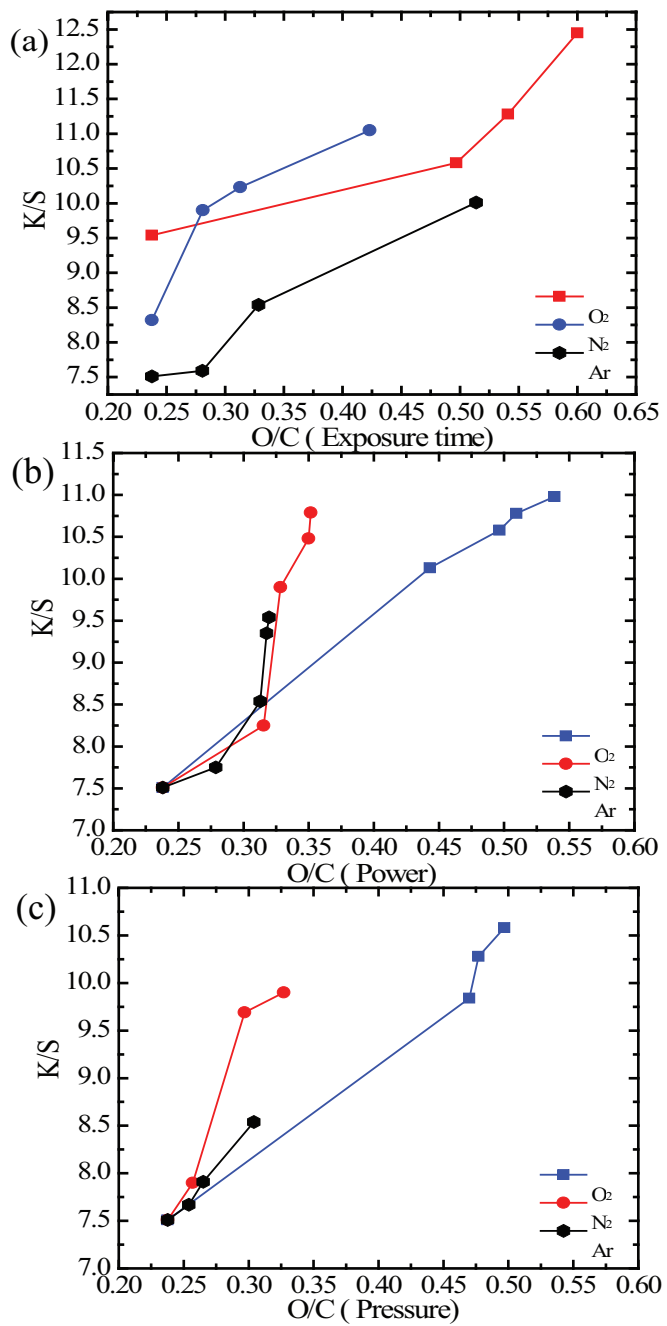 (a)
12.5
12.0
11.5
11.0
10.5
10.0
9.5
9.0
8.5
8.0
7.5
K/S
O₂
N₂
Ar
0.20 0.25 0.30 0.35 0.40 0.45 0.50 0.55 0.60 0.65
O/C ( Exposure time)
(b)
11.5
11.0
10.5
10.0
9.5
9.0
8.5
8.0
7.5
7.0
K/S
O₂
N₂
Ar
0.20 0.25 0.30 0.35 0.40 0.45 0.50 0.55 0.60
O/C ( Power)
(c)
11.0
10.5
10.0
9.5
9.0
8.5
8.0
7.5
7.0
K/S
O₂
N₂
Ar
0.20 0.25 0.30 0.35 0.40 0.45 0.50 0.55 0.60
O/C ( Pressure)